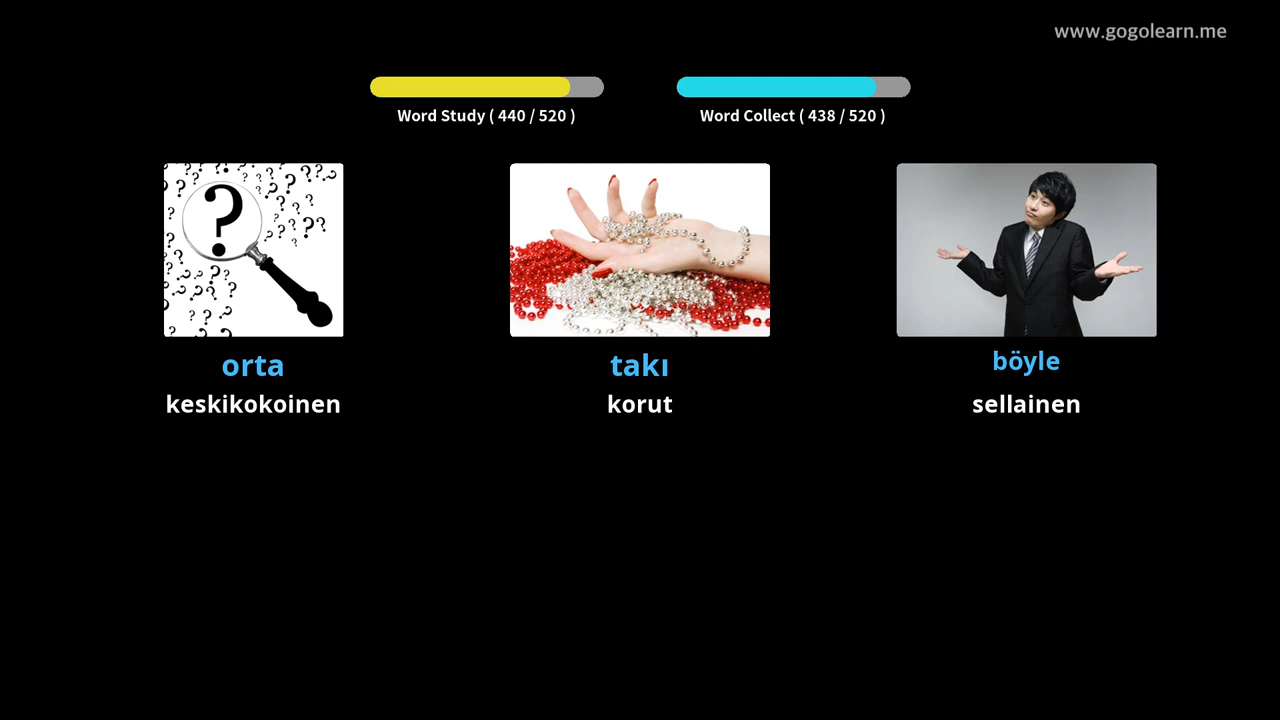 www.gogolearn.me
Word Study ( 440 / 520 )
Word Collect ( 438 / 520 )
orta
takı
böyle
keskikokoinen
korut
sellainen